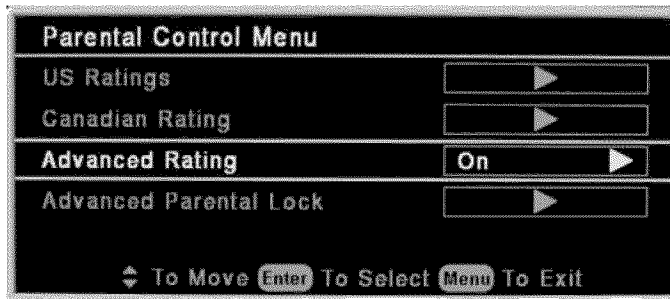 Parental Control Menu
US Ratings
Canadian Rating
Advanced Rating On
Advanced Parental Lock
To Move Enter To Select Menu To Exit